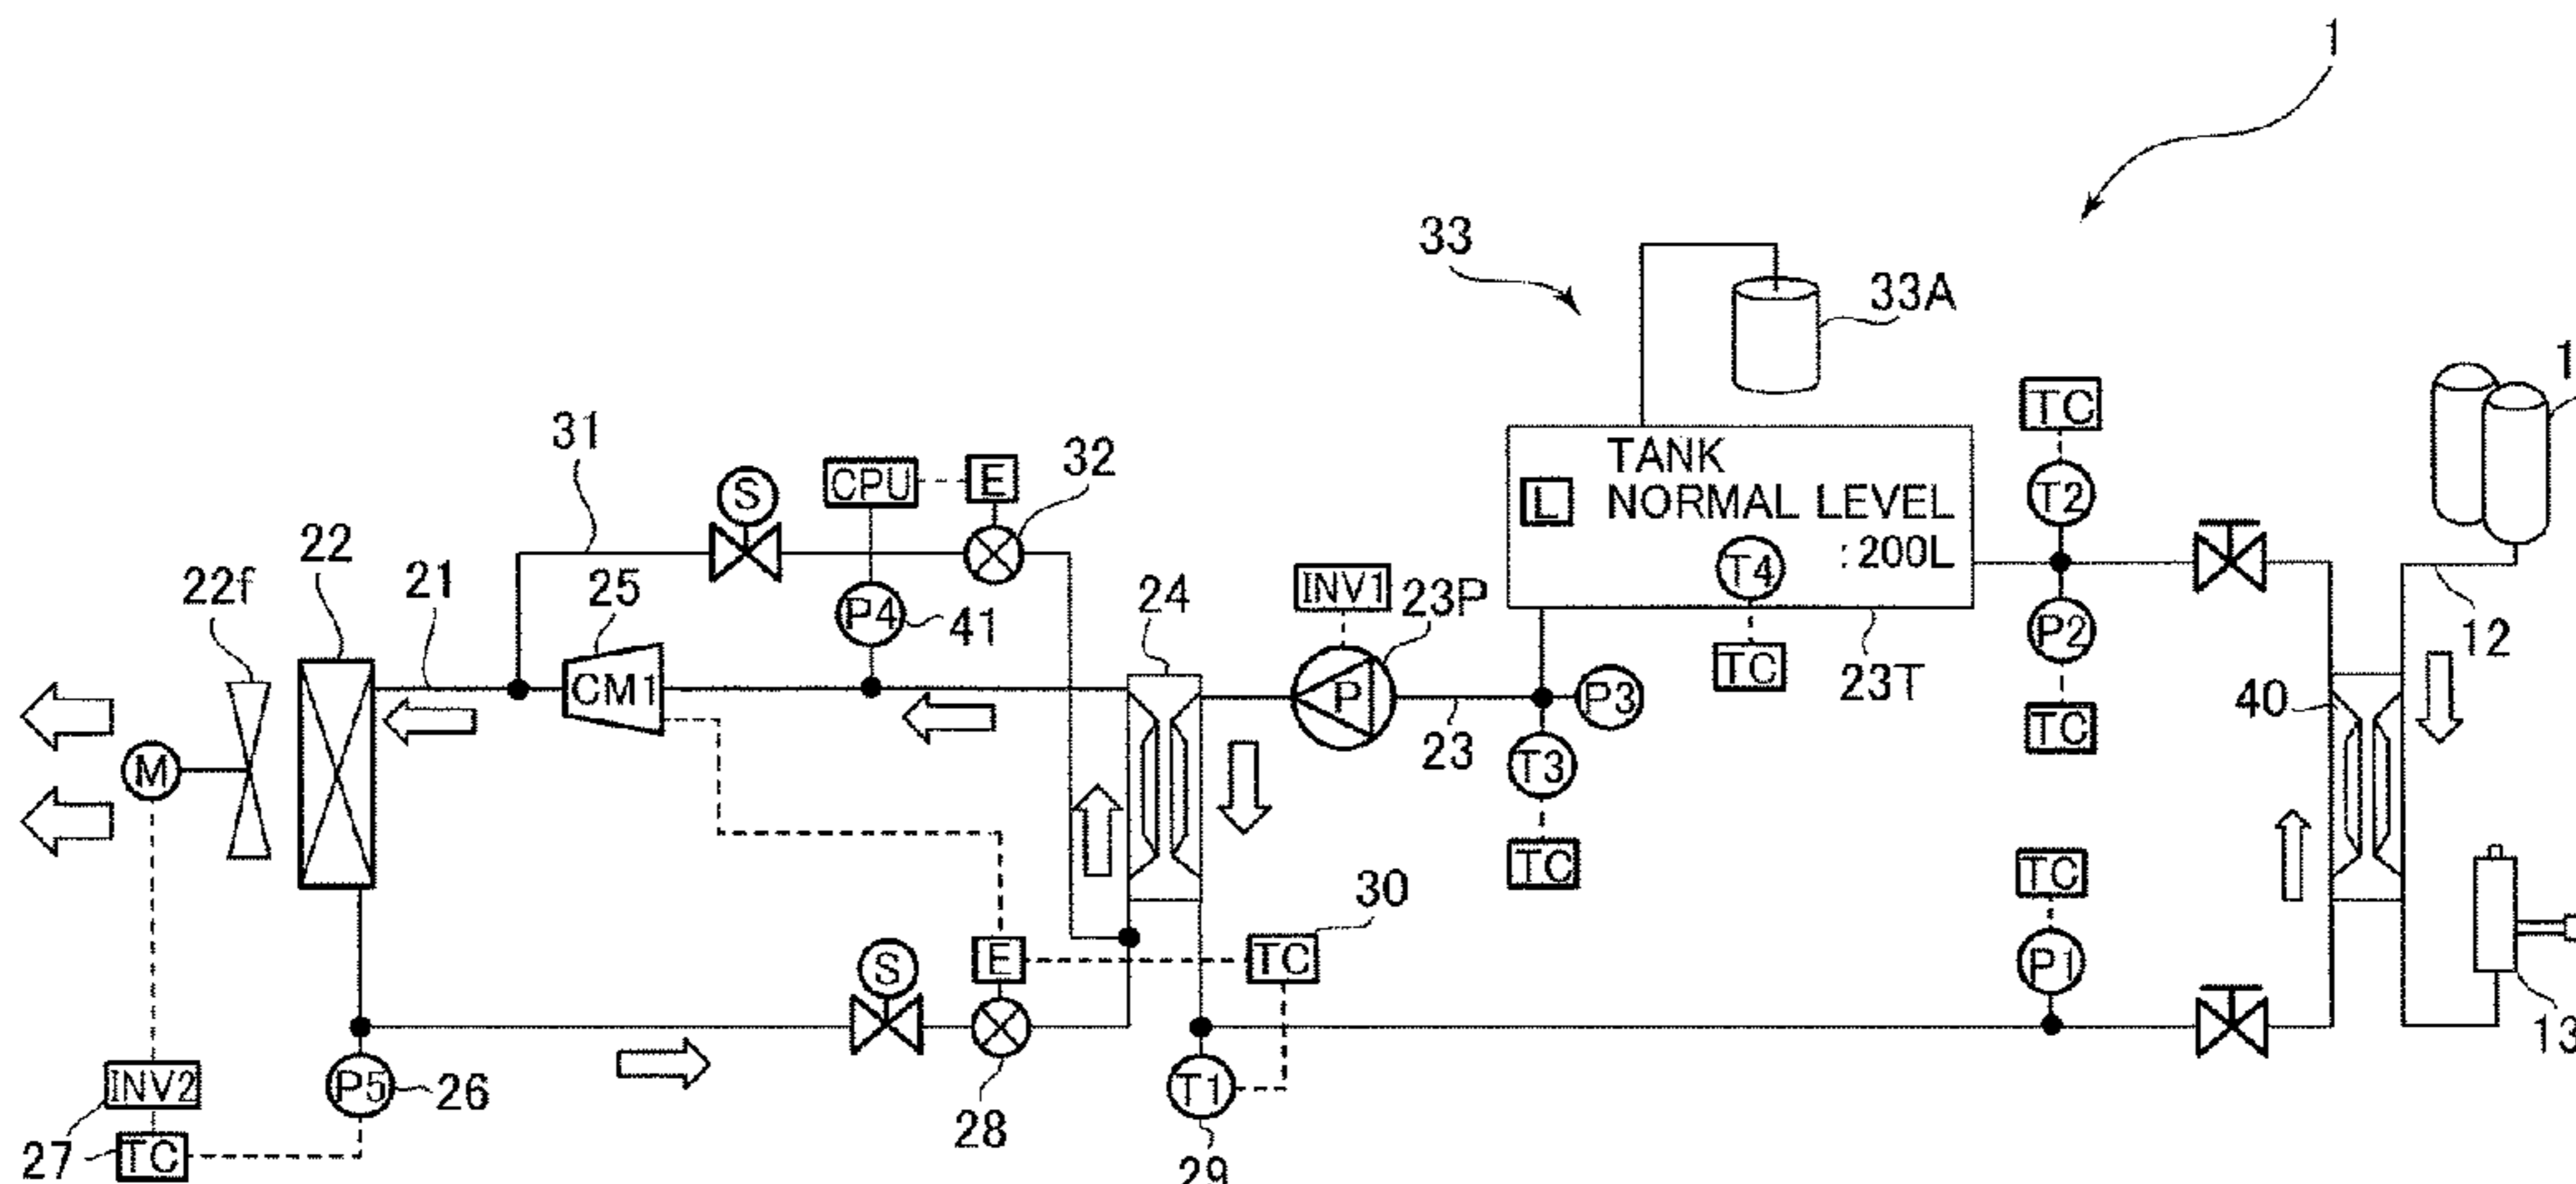 1
33
33A
1
TC
31
CPU
E
32
TANK
L
NORMAL LEVEL
: 200L
S
T2
22
INV1
T4
22f
21
25
P4
41
24
23P
P2
12
TC
23T
CM1
P
P3
TC
40
M
23
T3
TC
30
TC
E
TC
P1
S
INV2
P5
26
T1
13
27
TC
28
29